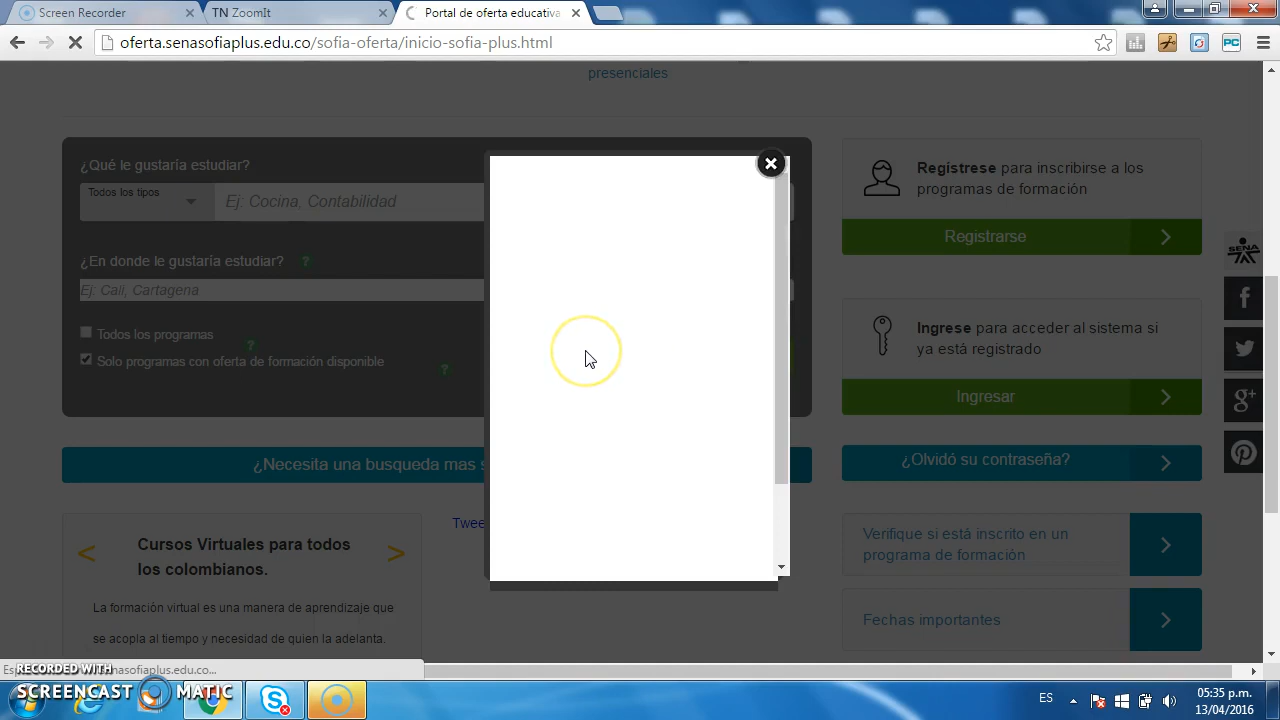 Screen Recorder
TN ZoomIt
Portal de oferta educativa
oferta.senasofiaplus.edu.co/sofia-oferta/inicio-sofia-plus.html
PC
presenciales
¿Qué le gustaría estudiar?
Todos los tipos
Ej: Cocina, Contabilidad
¿En donde le gustaría estudiar? ?
Ej: Cali, Cartagena
Todos los programas
?
Solo programas con oferta de formación disponible
?
¿Necesita una busqueda mas s
Regístrese para inscribirse a los
programas de formación
Registrarse
SENA
Ingrese para acceder al sistema si
ya está registrado
Ingresar
¿Olvidó su contraseña?
Cursos Virtuales para todos
los colombianos.
La formación virtual es una manera de aprendizaje que
se acopia al tiempo y necesidad de quien la adelanta.
Twee
Verifique si está inscrito en un
programa de formación
Fechas importantes
RECORDED WITH
SCREENCAST MATIC
ES
05:35 p.m.
13/04/2016